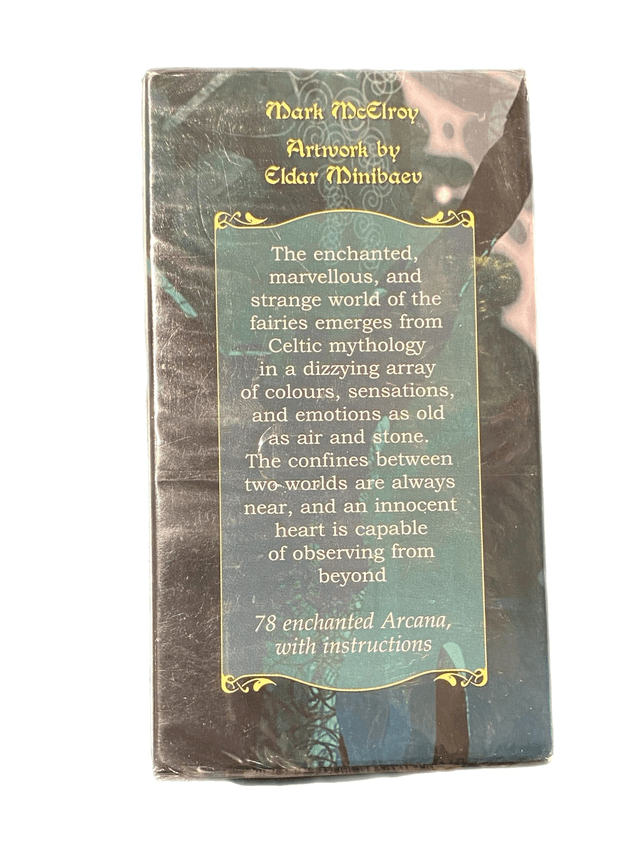 Mark McElroy
Artwork by
Eldar Minibaev
The enchanted,
marvellous, and
strange world of the
fairies emerges from
Celtic mythology
in a dizzying array
of colours, sensations,
and emotions as old
as air and stone.
The confines between
two worlds are always
near, and an innocent
heart is capable
of observing from
beyond
78 enchanted Arcana,
with instructions